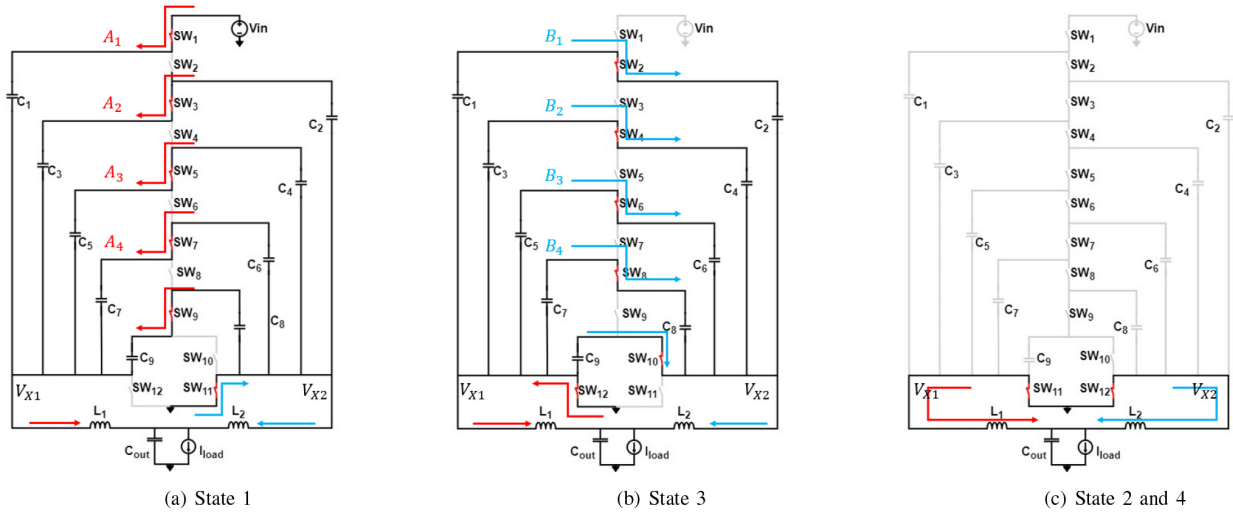 A1
SW1
Vin
SW2
C1
A2
SW3
C2
SW4
C3
A3
SW5
C4
SW6
C5
A4
SW7
C6
SW8
C7
SW9
C8
C9
SW10
VX1
SW12
SW11
VX2
L1
L2
Cout
Iload
(a) State 1
B1
SW1
Vin
SW2
C1
B2
SW3
C2
SW4
C3
B3
SW5
C4
SW6
C5
B4
SW7
C6
SW8
C7
SW9
C8
C9
SW10
VX1
SW12
SW11
VX2
L1
L2
Cout
Iload
(b) State 3
SW1
Vin
SW2
C1
SW3
C2
SW4
C3
SW5
C4
SW6
C5
SW7
C6
SW8
C7
SW9
C8
C9
SW10
VX1
SW11
SW12
VX2
L1
L2
Cout
Iload
(c) State 2 and 4